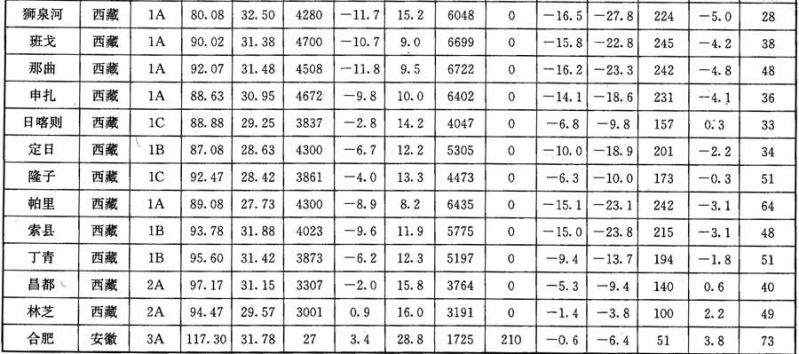 狮泉河 西藏 1A 80.08 32.50 4280 −11.7 15.2 6048 0 −16.5 −27.8 224 −5.0 28
班戈 西藏 1A 90.02 31.38 4700 −10.7 9.0 6699 0 −15.8 −22.8 245 −4.2 38
那曲 西藏 1A 92.07 31.48 4508 −11.8 9.5 6722 0 −16.2 −23.3 242 −4.8 48
申扎 西藏 1A 88.63 30.95 4672 −9.8 10.0 6402 0 −14.1 −18.6 231 −4.1 36
日喀则 西藏 1C 88.88 29.25 3837 −2.8 14.2 4047 0 −6.8 −9.8 157 0.3 33
定日 西藏 1B 87.08 28.63 4300 −6.7 12.2 5305 0 −10.0 −18.9 201 −2.2 34
隆子 西藏 1C 92.47 28.42 3861 −4.0 13.3 4473 0 −6.3 −10.0 173 −0.3 51
帕里 西藏 1A 89.08 27.73 4300 −8.9 8.2 6435 0 −15.1 −23.1 242 −3.1 64
索县 西藏 1B 93.78 31.88 4023 −9.6 11.9 5775 0 −15.0 −23.8 215 −3.1 48
丁青 西藏 1B 95.60 31.42 3873 −6.2 12.3 5197 0 −9.4 −13.7 194 −1.8 51
昌都 西藏 2A 97.17 31.15 3307 −2.0 15.8 3764 0 −5.3 −9.4 140 0.6 40
林芝 西藏 2A 94.47 29.57 3001 0.9 16.0 3191 0 −1.4 −3.8 100 2.2 49
合肥 安徽 3A 117.30 31.78 27 3.4 28.8 1725 210 −0.6 −6.4 51 3.8 73